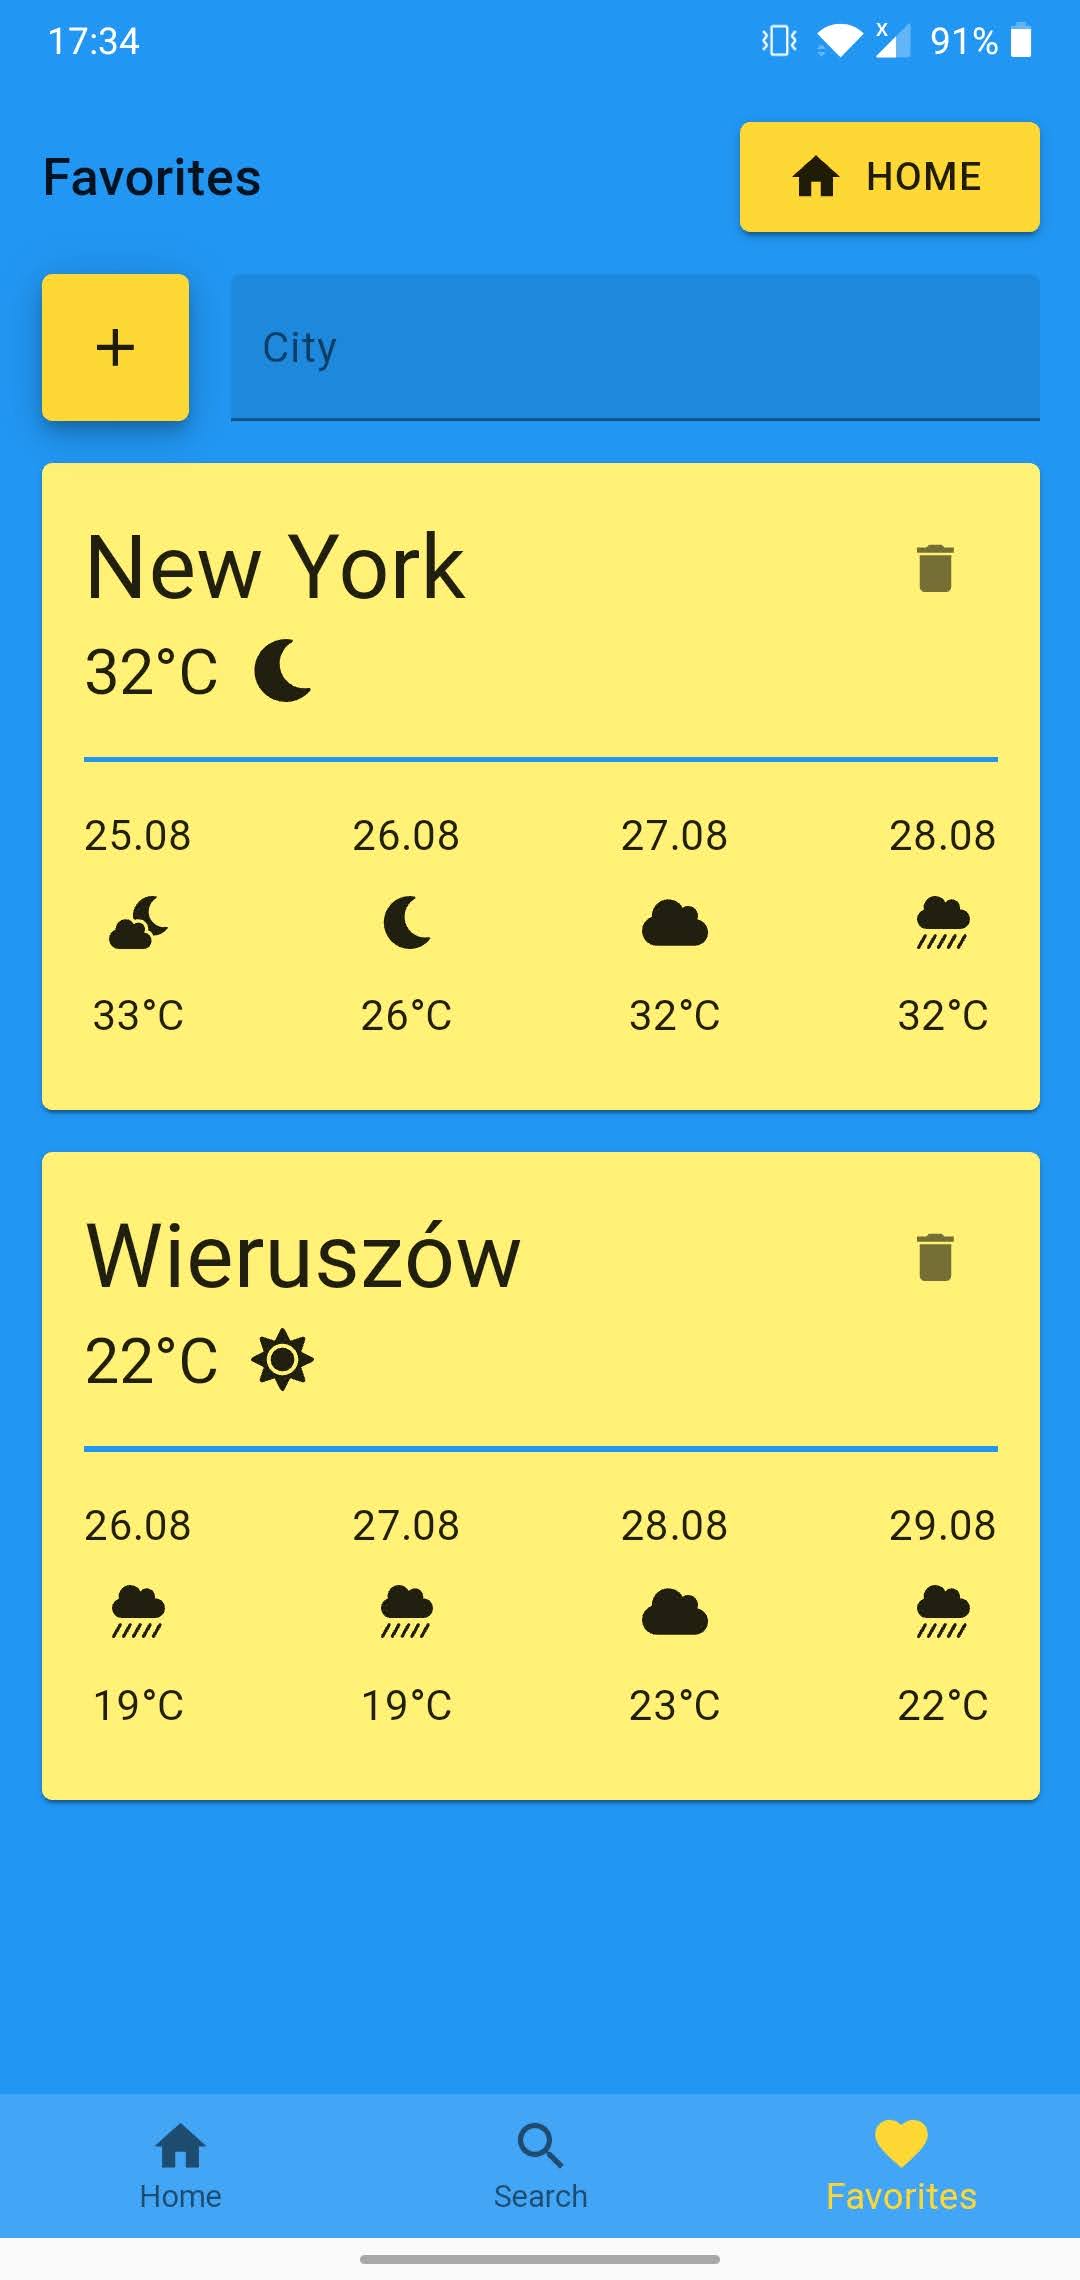 17:34 91%
Favorites HOME
City
New York
32°C
25.08 26.08 27.08 28.08
33°C 26°C 32°C 32°C
Wieruszów
22°C
26.08 27.08 28.08 29.08
19°C 19°C 23°C 22°C
Home Search Favorites